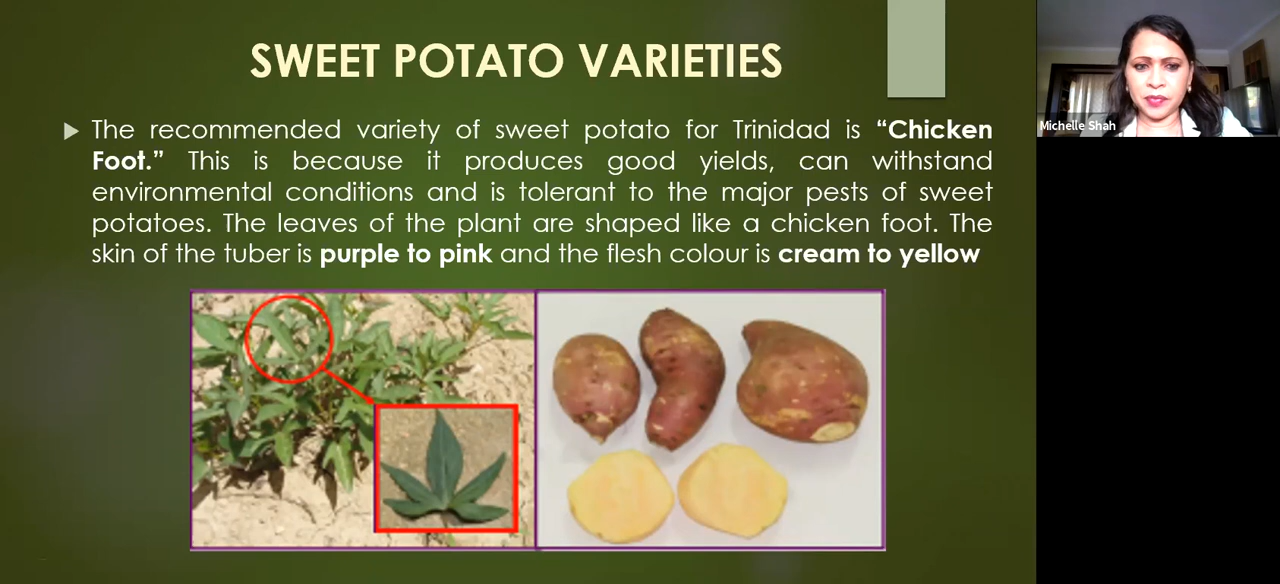 SWEET POTATO VARIETIES
The recommended variety of sweet potato for Trinidad is “Chicken
Foot.” This is because it produces good yields, can withstand
environmental conditions and is tolerant to the major pests of sweet
potatoes. The leaves of the plant are shaped like a chicken foot. The
skin of the tuber is purple to pink and the flesh colour is cream to yellow
Michelle Shah